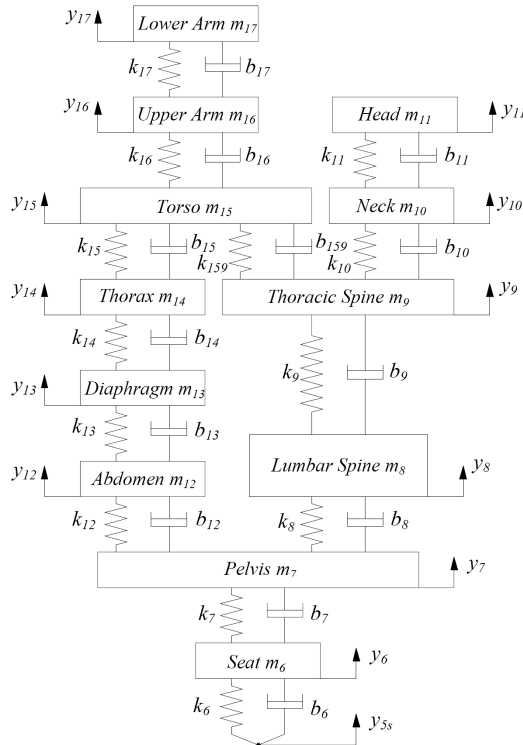 y17 Lower Arm m17
k17 b17
y16 Upper Arm m16 Head m11 y11
k16 b16 k11 b11
y15 Torso m15 Neck m10 y10
k15 b15 k159 b159 k10 b10
y14 Thorax m14 Thoracic Spine m9 y9
k14 b14 k9 b9
y13 Diaphragm m13
k13 b13
y12 Abdomen m12 Lumbar Spine m8 y8
k12 b12 k8 b8
Pelvis m7 y7
k7 b7
Seat m6 y6
k6 b6 y5s